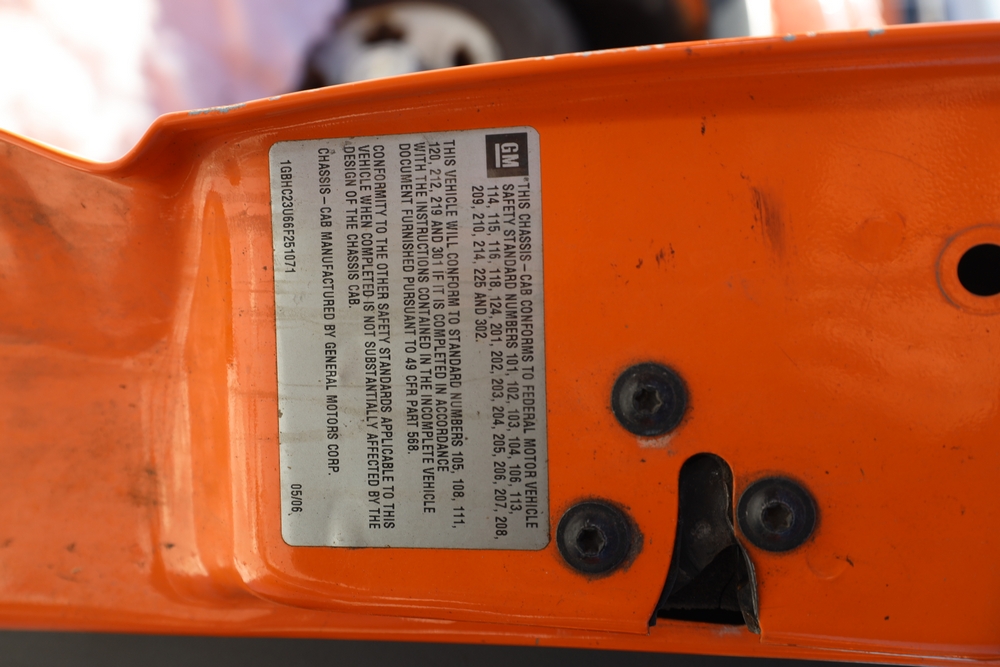 GM
"THIS CHASSIS-CAB CONFORMS TO FEDERAL MOTOR VEHICLE
SAFETY STANDARD NUMBERS 101, 102, 103, 104, 106, 113,
114, 115, 116, 118, 124, 201, 202, 203, 204, 205, 206, 207, 208,
209, 210, 214, 225 AND 302.
THIS VEHICLE WILL CONFORM TO STANDARD NUMBERS 105, 108, 111,
120, 212, 219 AND 301 IF IT IS COMPLETED IN ACCORDANCE
WITH THE INSTRUCTIONS CONTAINED IN THE INCOMPLETE VEHICLE
DOCUMENT FURNISHED PURSUANT TO 49 CFR PART 568.
CONFORMITY TO THE OTHER SAFETY STANDARDS APPLICABLE TO THIS
VEHICLE WHEN COMPLETED IS NOT SUBSTANTIALLY AFFECTED BY THE
DESIGN OF THE CHASSIS CAB.
CHASSIS-CAB MANUFACTURED BY GENERAL MOTORS CORP.
1GBHC23U66F251071 05/06,